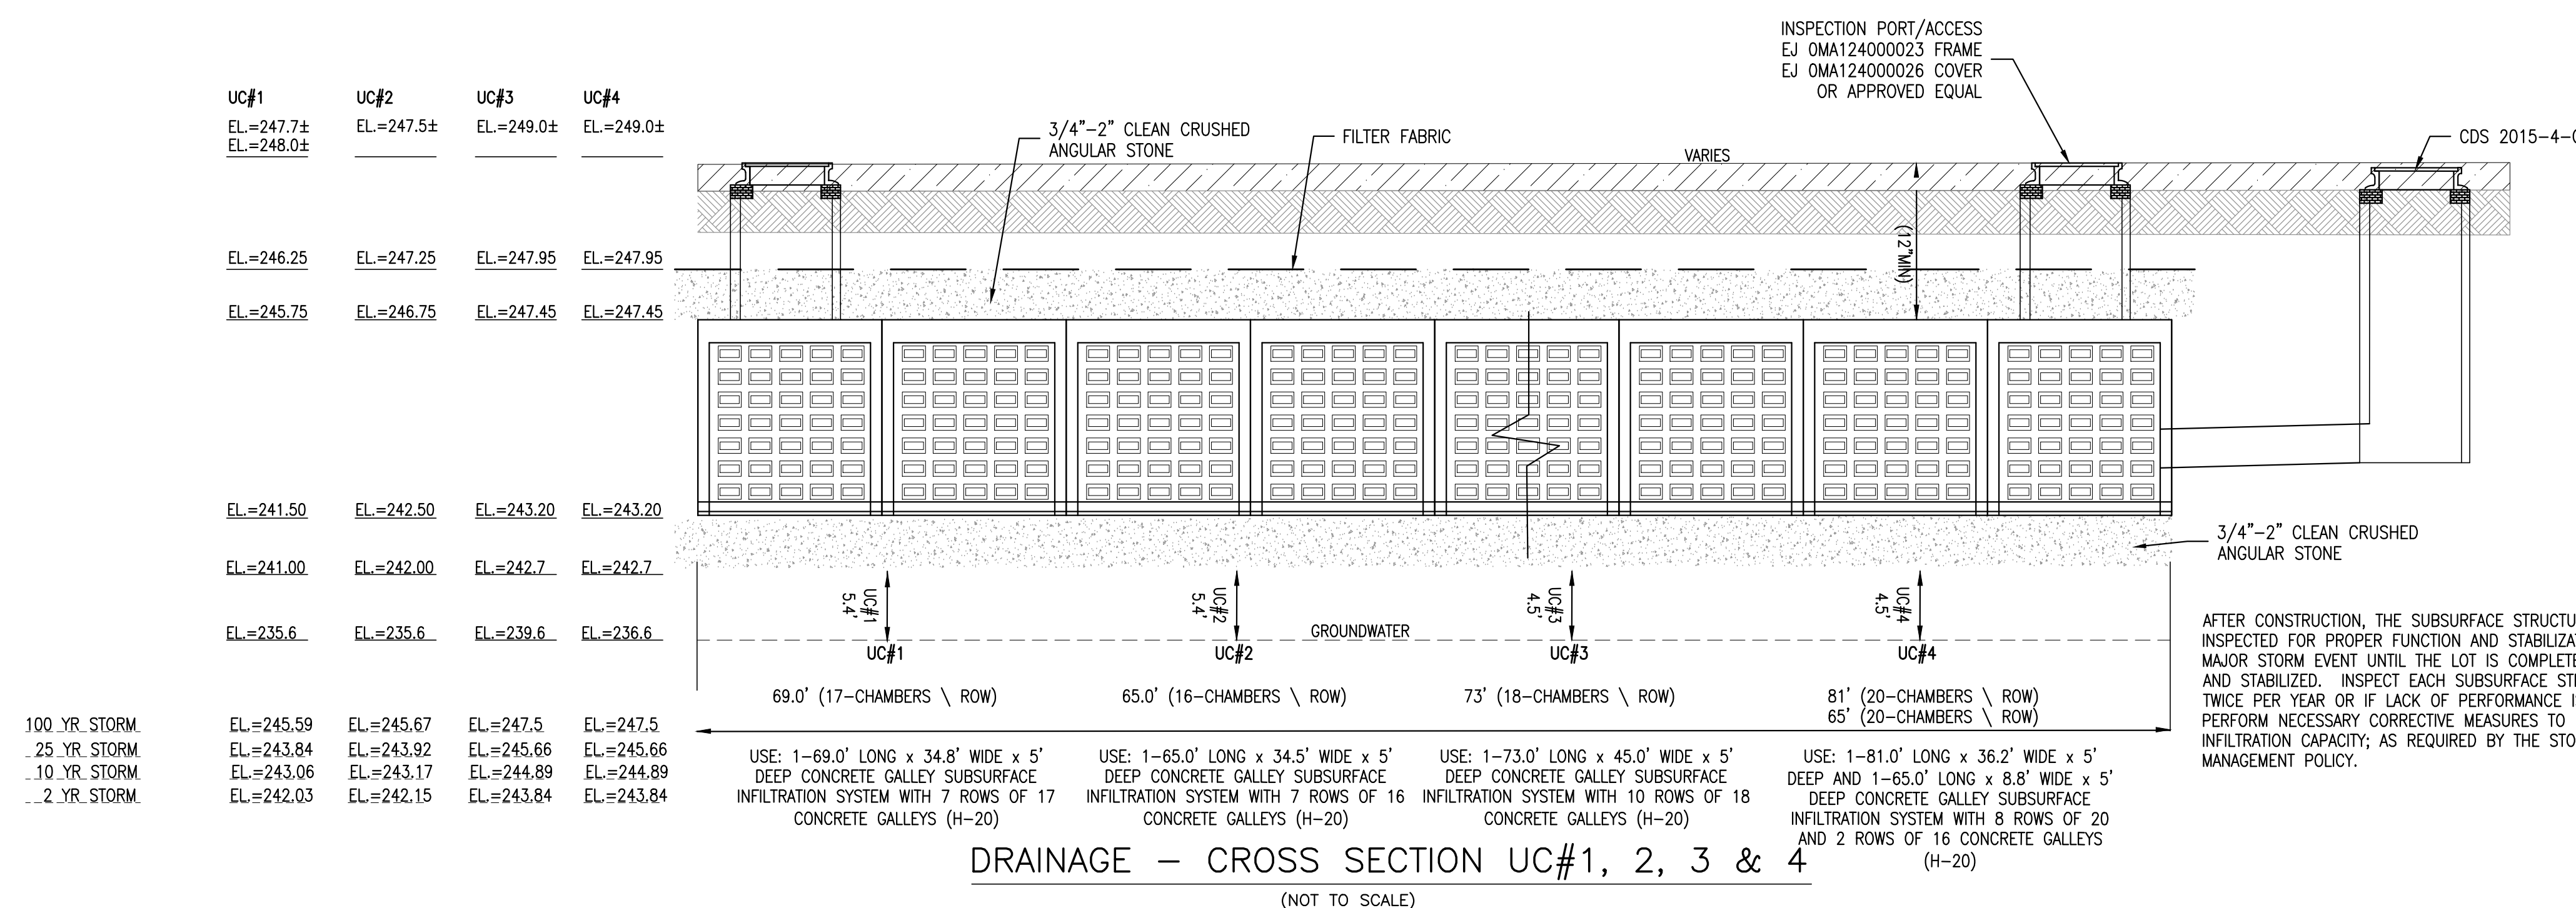 INSPECTION PORT/ACCESS
EJ 0MA124000023 FRAME
EJ 0MA124000026 COVER
OR APPROVED EQUAL
UC#1 UC#2 UC#3 UC#4
EL.=247.7± EL.=247.5± EL.=249.0± EL.=249.0±
EL.=248.0±
3/4"-2" CLEAN CRUSHED
ANGULAR STONE
FILTER FABRIC
VARIES
CDS 2015-4-
EL.=246.25 EL.=247.25 EL.=247.95 EL.=247.95
(12"MIN)
EL.=245.75 EL.=246.75 EL.=247.45 EL.=247.45
EL.=241.50 EL.=242.50 EL.=243.20 EL.=243.20
3/4"-2" CLEAN CRUSHED
ANGULAR STONE
EL.=241.00 EL.=242.00 EL.=242.7 EL.=242.7
UC#1
5.4'
UC#2
5.4'
UC#3
4.5'
UC#4
4.5'
EL.=235.6 EL.=235.6 EL.=239.6 EL.=236.6
GROUNDWATER
UC#1 UC#2 UC#3 UC#4
69.0' (17-CHAMBERS \ ROW) 65.0' (16-CHAMBERS \ ROW) 73' (18-CHAMBERS \ ROW) 81' (20-CHAMBERS \ ROW)
65' (20-CHAMBERS \ ROW)
100 YR STORM EL.=245.59 EL.=245.67 EL.=247.5 EL.=247.5
25 YR STORM EL.=243.84 EL.=243.92 EL.=245.66 EL.=245.66
10 YR STORM EL.=243.06 EL.=243.17 EL.=244.89 EL.=244.89
2 YR STORM EL.=242.03 EL.=242.15 EL.=243.84 EL.=243.84
USE: 1-69.0' LONG x 34.8' WIDE x 5'
DEEP CONCRETE GALLEY SUBSURFACE
INFILTRATION SYSTEM WITH 7 ROWS OF 17
CONCRETE GALLEYS (H-20)
USE: 1-65.0' LONG x 34.5' WIDE x 5'
DEEP CONCRETE GALLEY SUBSURFACE
INFILTRATION SYSTEM WITH 7 ROWS OF 16
CONCRETE GALLEYS (H-20)
USE: 1-73.0' LONG x 45.0' WIDE x 5'
DEEP CONCRETE GALLEY SUBSURFACE
INFILTRATION SYSTEM WITH 10 ROWS OF 18
CONCRETE GALLEYS (H-20)
USE: 1-81.0' LONG x 36.2' WIDE x 5'
DEEP AND 1-65.0' LONG x 8.8' WIDE x 5'
DEEP CONCRETE GALLEY SUBSURFACE
INFILTRATION SYSTEM WITH 8 ROWS OF 20
AND 2 ROWS OF 16 CONCRETE GALLEYS
(H-20)
AFTER CONSTRUCTION, THE SUBSURFACE
INSPECTED FOR PROPER FUNCTION AND
MAJOR STORM EVENT UNTIL THE LOT IS
AND STABILIZED. INSPECT EACH SUBSURFACE
TWICE PER YEAR OR IF LACK OF PERFORMANCE
PERFORM NECESSARY CORRECTIVE MEASURES TO
INFILTRATION CAPACITY; AS REQUIRED BY THE
MANAGEMENT POLICY.
DRAINAGE - CROSS SECTION UC#1, 2, 3 & 4
(NOT TO SCALE)